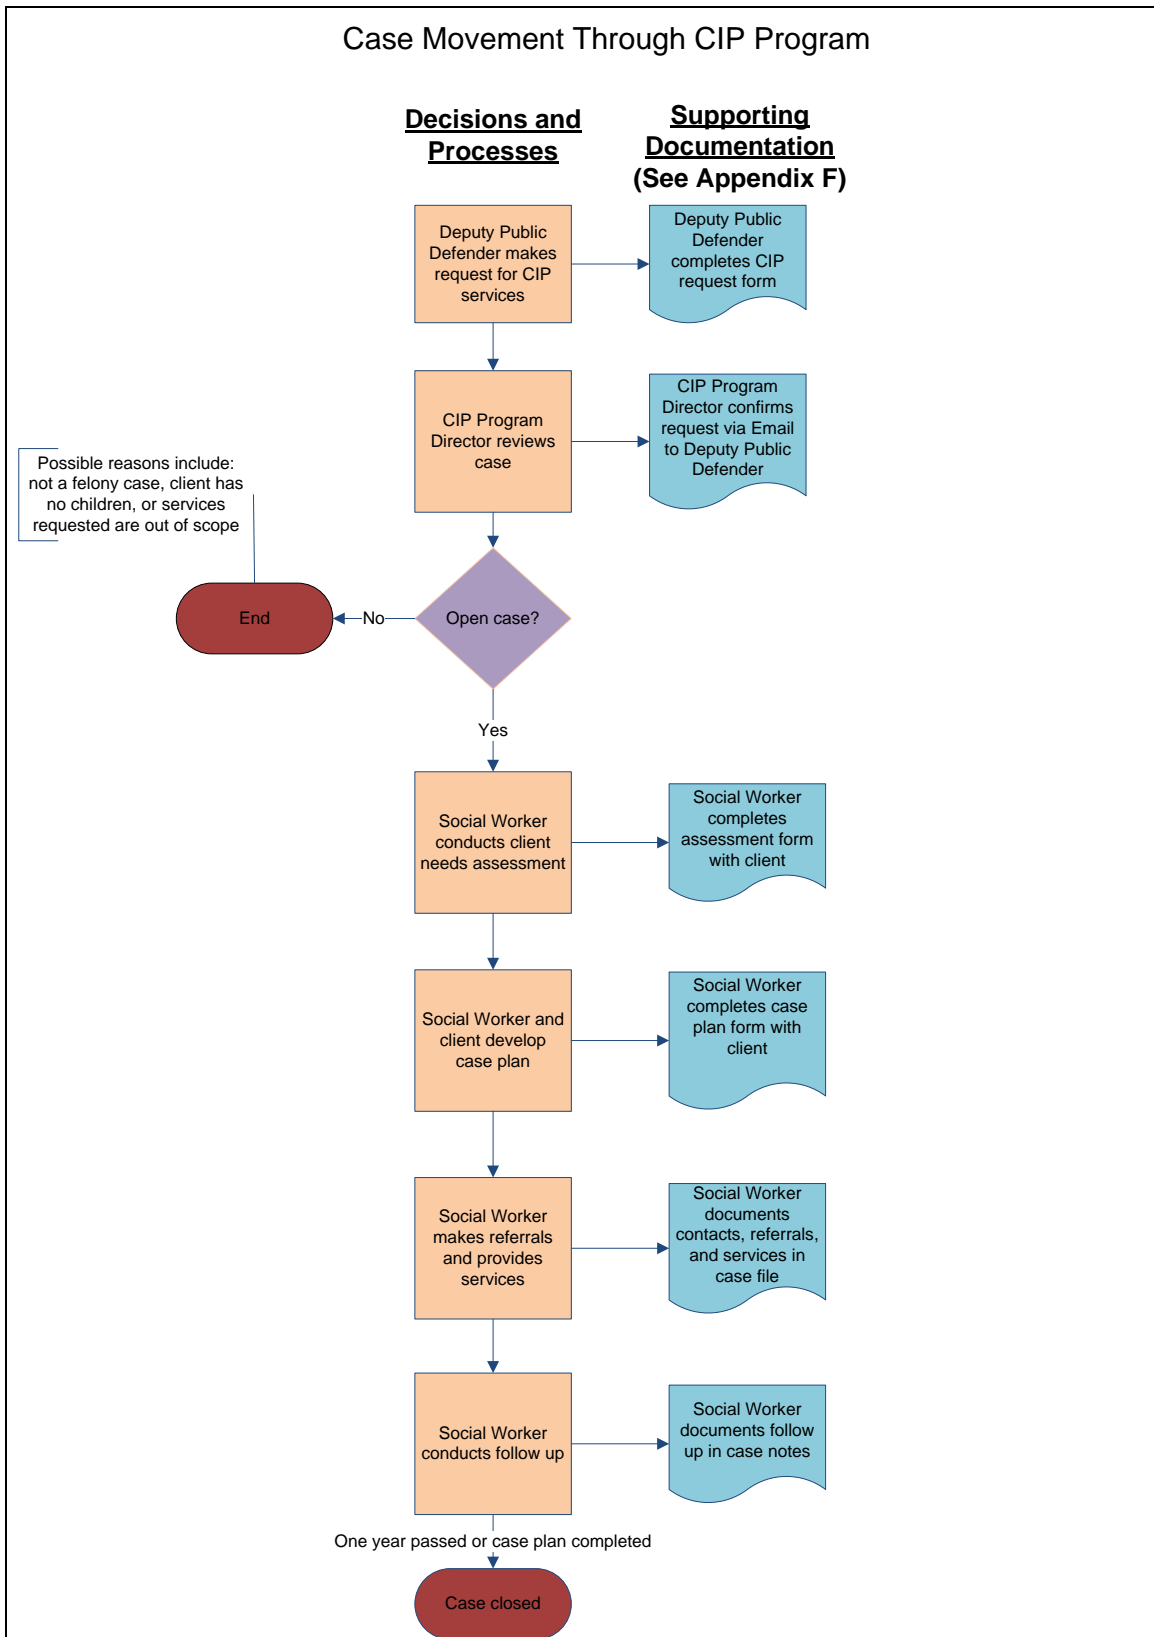 Case Movement Through CIP Program
Decisions and
Processes
Supporting
Documentation
(See Appendix F)
Deputy Public
Defender makes
request for CIP
services
Deputy Public
Defender
completes CIP
request form
CIP Program
Director reviews
case
CIP Program
Director confirms
request via Email
to Deputy Public
Defender
Possible reasons include:
not a felony case, client has
no children, or services
requested are out of scope
End
No
Open case?
Yes
Social Worker
conducts client
needs assessment
Social Worker
completes
assessment form
with client
Social Worker and
client develop
case plan
Social Worker
completes case
plan form with
client
Social Worker
makes referrals
and provides
services
Social Worker
documents
contacts, referrals,
and services in
case file
Social Worker
conducts follow up
Social Worker
documents follow
up in case notes
One year passed or case plan completed
Case closed